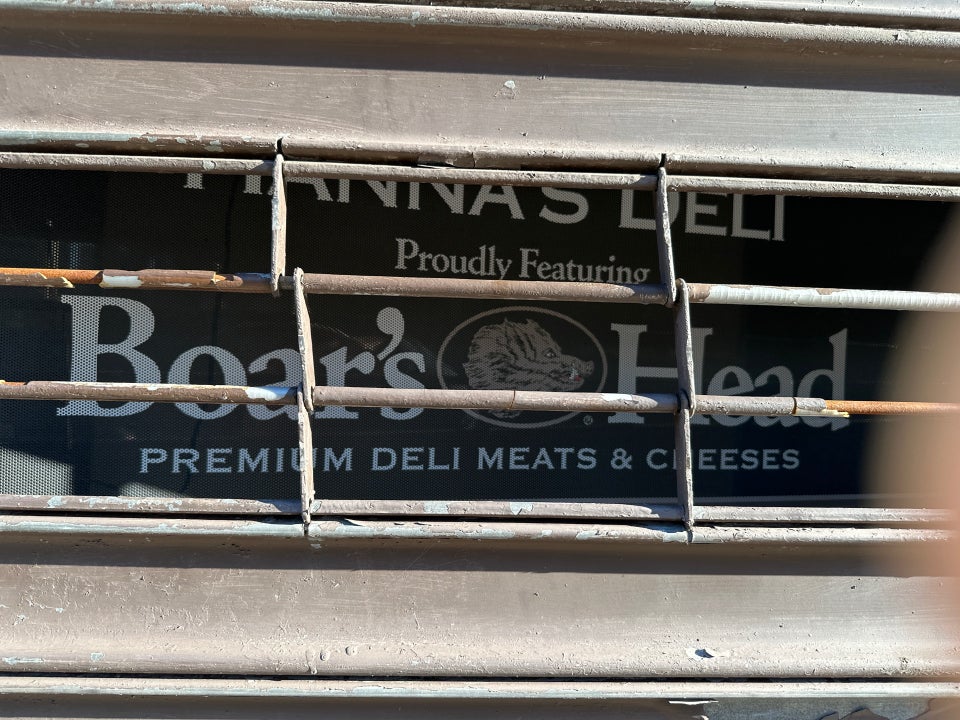 HANNA'S DELI
Proudly Featuring
Boar's Head
PREMIUM DELI MEATS & CHEESES